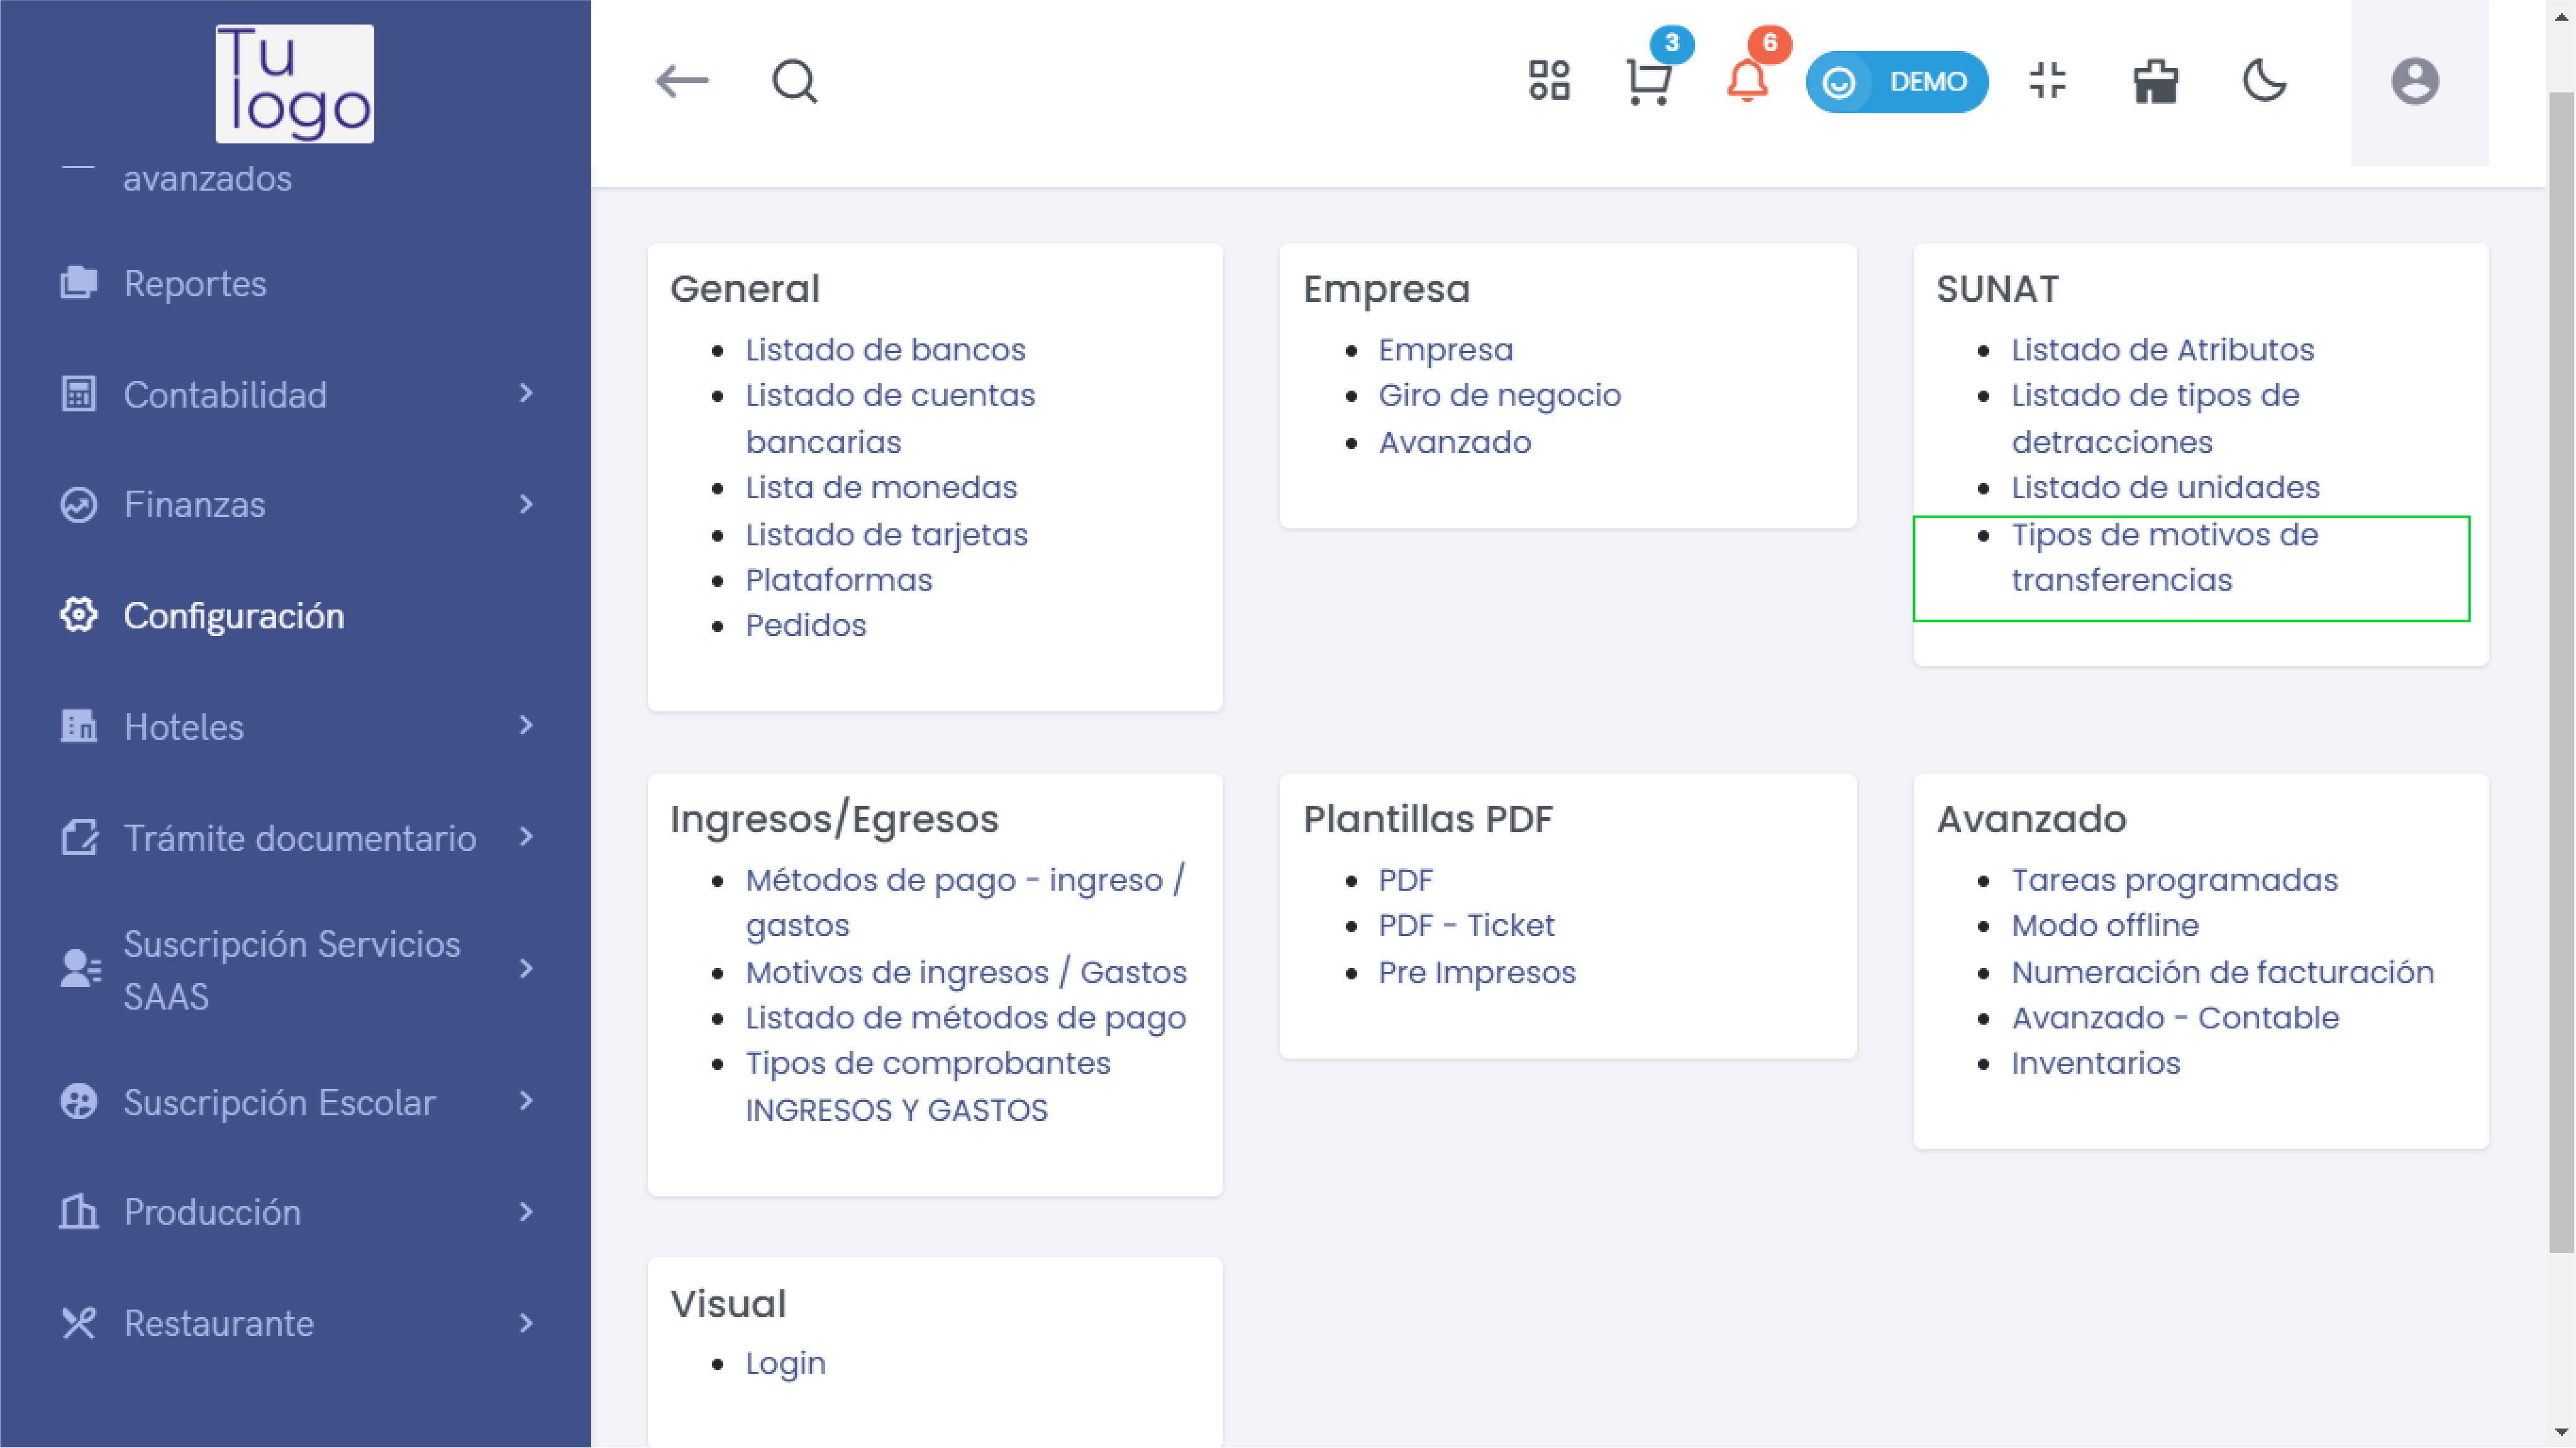 Tu
logo
avanzados
Reportes
Contabilidad
Finanzas
Configuración
Hoteles
Trámite documentario
Suscripción Servicios
SAAS
Suscripción Escolar
Producción
Restaurante
3
6
DEMO
General
Listado de bancos
Listado de cuentas
bancarias
Lista de monedas
Listado de tarjetas
Plataformas
Pedidos
Empresa
Empresa
Giro de negocio
Avanzado
SUNAT
Listado de Atributos
Listado de tipos de
detracciones
Listado de unidades
Tipos de motivos de
transferencias
Ingresos/Egresos
Métodos de pago - ingreso /
gastos
Motivos de ingresos / Gastos
Listado de métodos de pago
Tipos de comprobantes
INGRESOS Y GASTOS
Plantillas PDF
PDF
PDF - Ticket
Pre Impresos
Avanzado
Tareas programadas
Modo offline
Numeración de facturación
Avanzado - Contable
Inventarios
Visual
Login